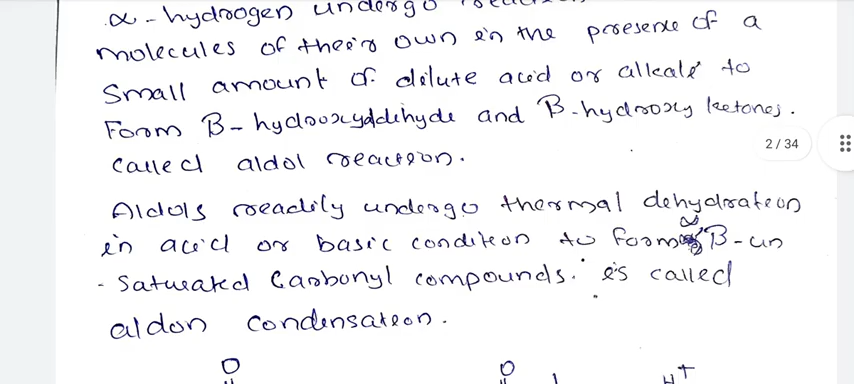 α-hydrogen undergo
molecules of their own in the presence of a
Small amount of dilute acid or alkali to
Form B-hydroxyaldehyde and B-hydroxy ketones.
called aldol reaction.
2/34
Aldols readily undergo thermal dehydration
in acid or basic condition to form α B-un
-saturated Carbonyl compounds. is called
aldon condensation.
O
O
H+